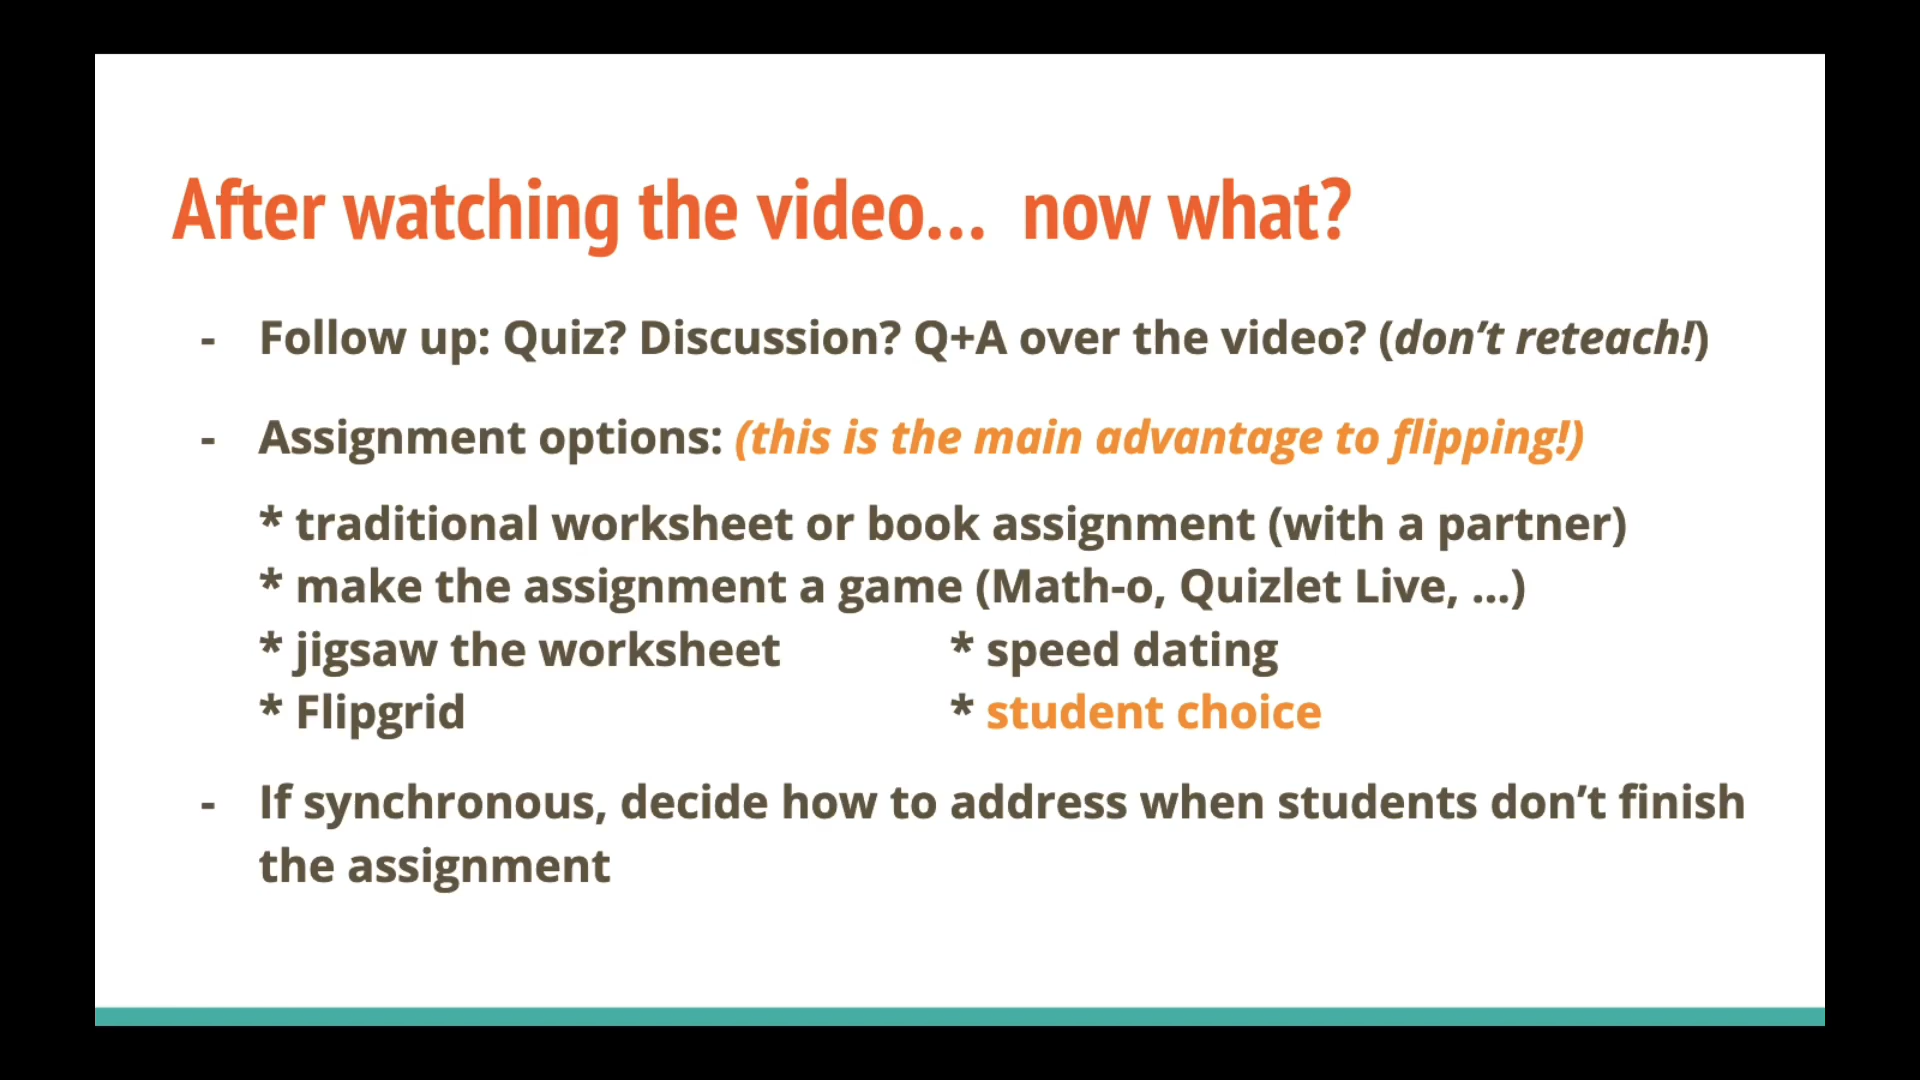 After watching the video... now what?
- Follow up: Quiz? Discussion? Q+A over the video? (don’t reteach!)
- Assignment options: (this is the main advantage to flipping!)
* traditional worksheet or book assignment (with a partner)
* make the assignment a game (Math-o, Quizlet Live, ...)
* jigsaw the worksheet * speed dating
* Flipgrid * student choice
- If synchronous, decide how to address when students don’t finish
the assignment